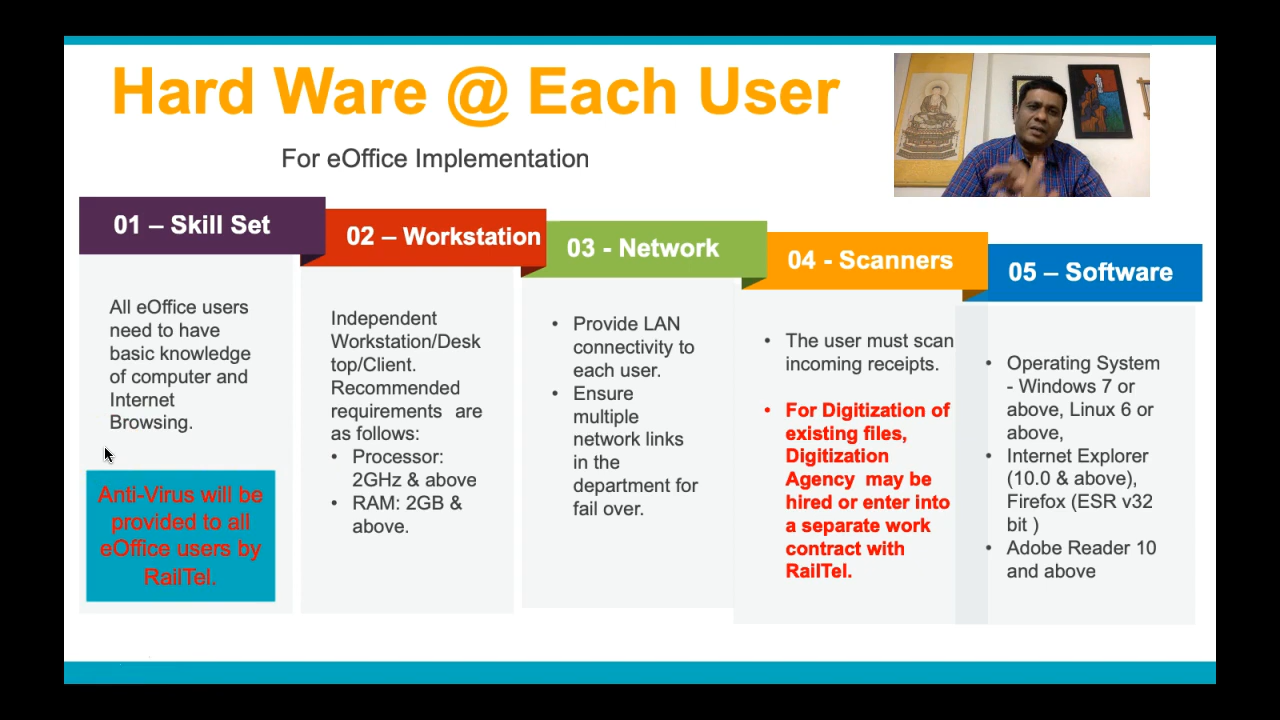 Hard Ware @ Each User
For eOffice Implementation
01 – Skill Set
All eOffice users
need to have
basic knowledge
of computer and
Internet
Browsing.
Anti-Virus will be
provided to all
eOffice users by
RailTel.
02 – Workstation
Independent
Workstation/Desk
top/Client.
Recommended
requirements are
as follows:
• Processor:
2GHz & above
• RAM: 2GB &
above.
03 - Network
• Provide LAN
connectivity to
each user.
• Ensure
multiple
network links
in the
department for
fail over.
04 - Scanners
• The user must scan
incoming receipts.
• For Digitization of
existing files,
Digitization
Agency may be
hired or enter into
a separate work
contract with
RailTel.
05 – Software
• Operating System
- Windows 7 or
above, Linux 6 or
above,
• Internet Explorer
(10.0 & above),
Firefox (ESR v32
bit )
• Adobe Reader 10
and above